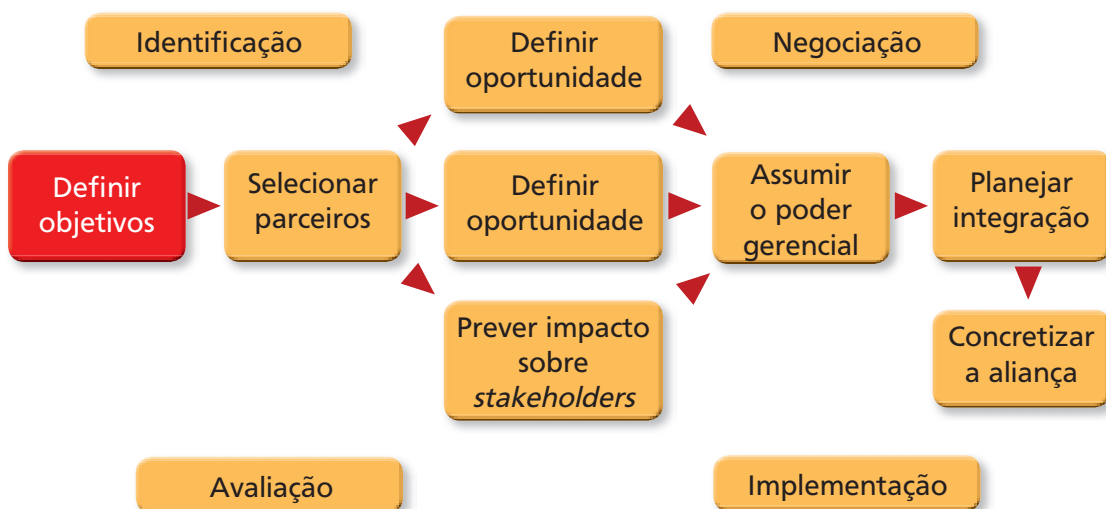 Identificação
Definir
oportunidade
Negociação
Definir
objetivos
Selecionar
parceiros
Definir
oportunidade
Assumir
o poder
gerencial
Planejar
integração
Prever impacto
sobre
stakeholders
Concretizar
a aliança
Avaliação
Implementação